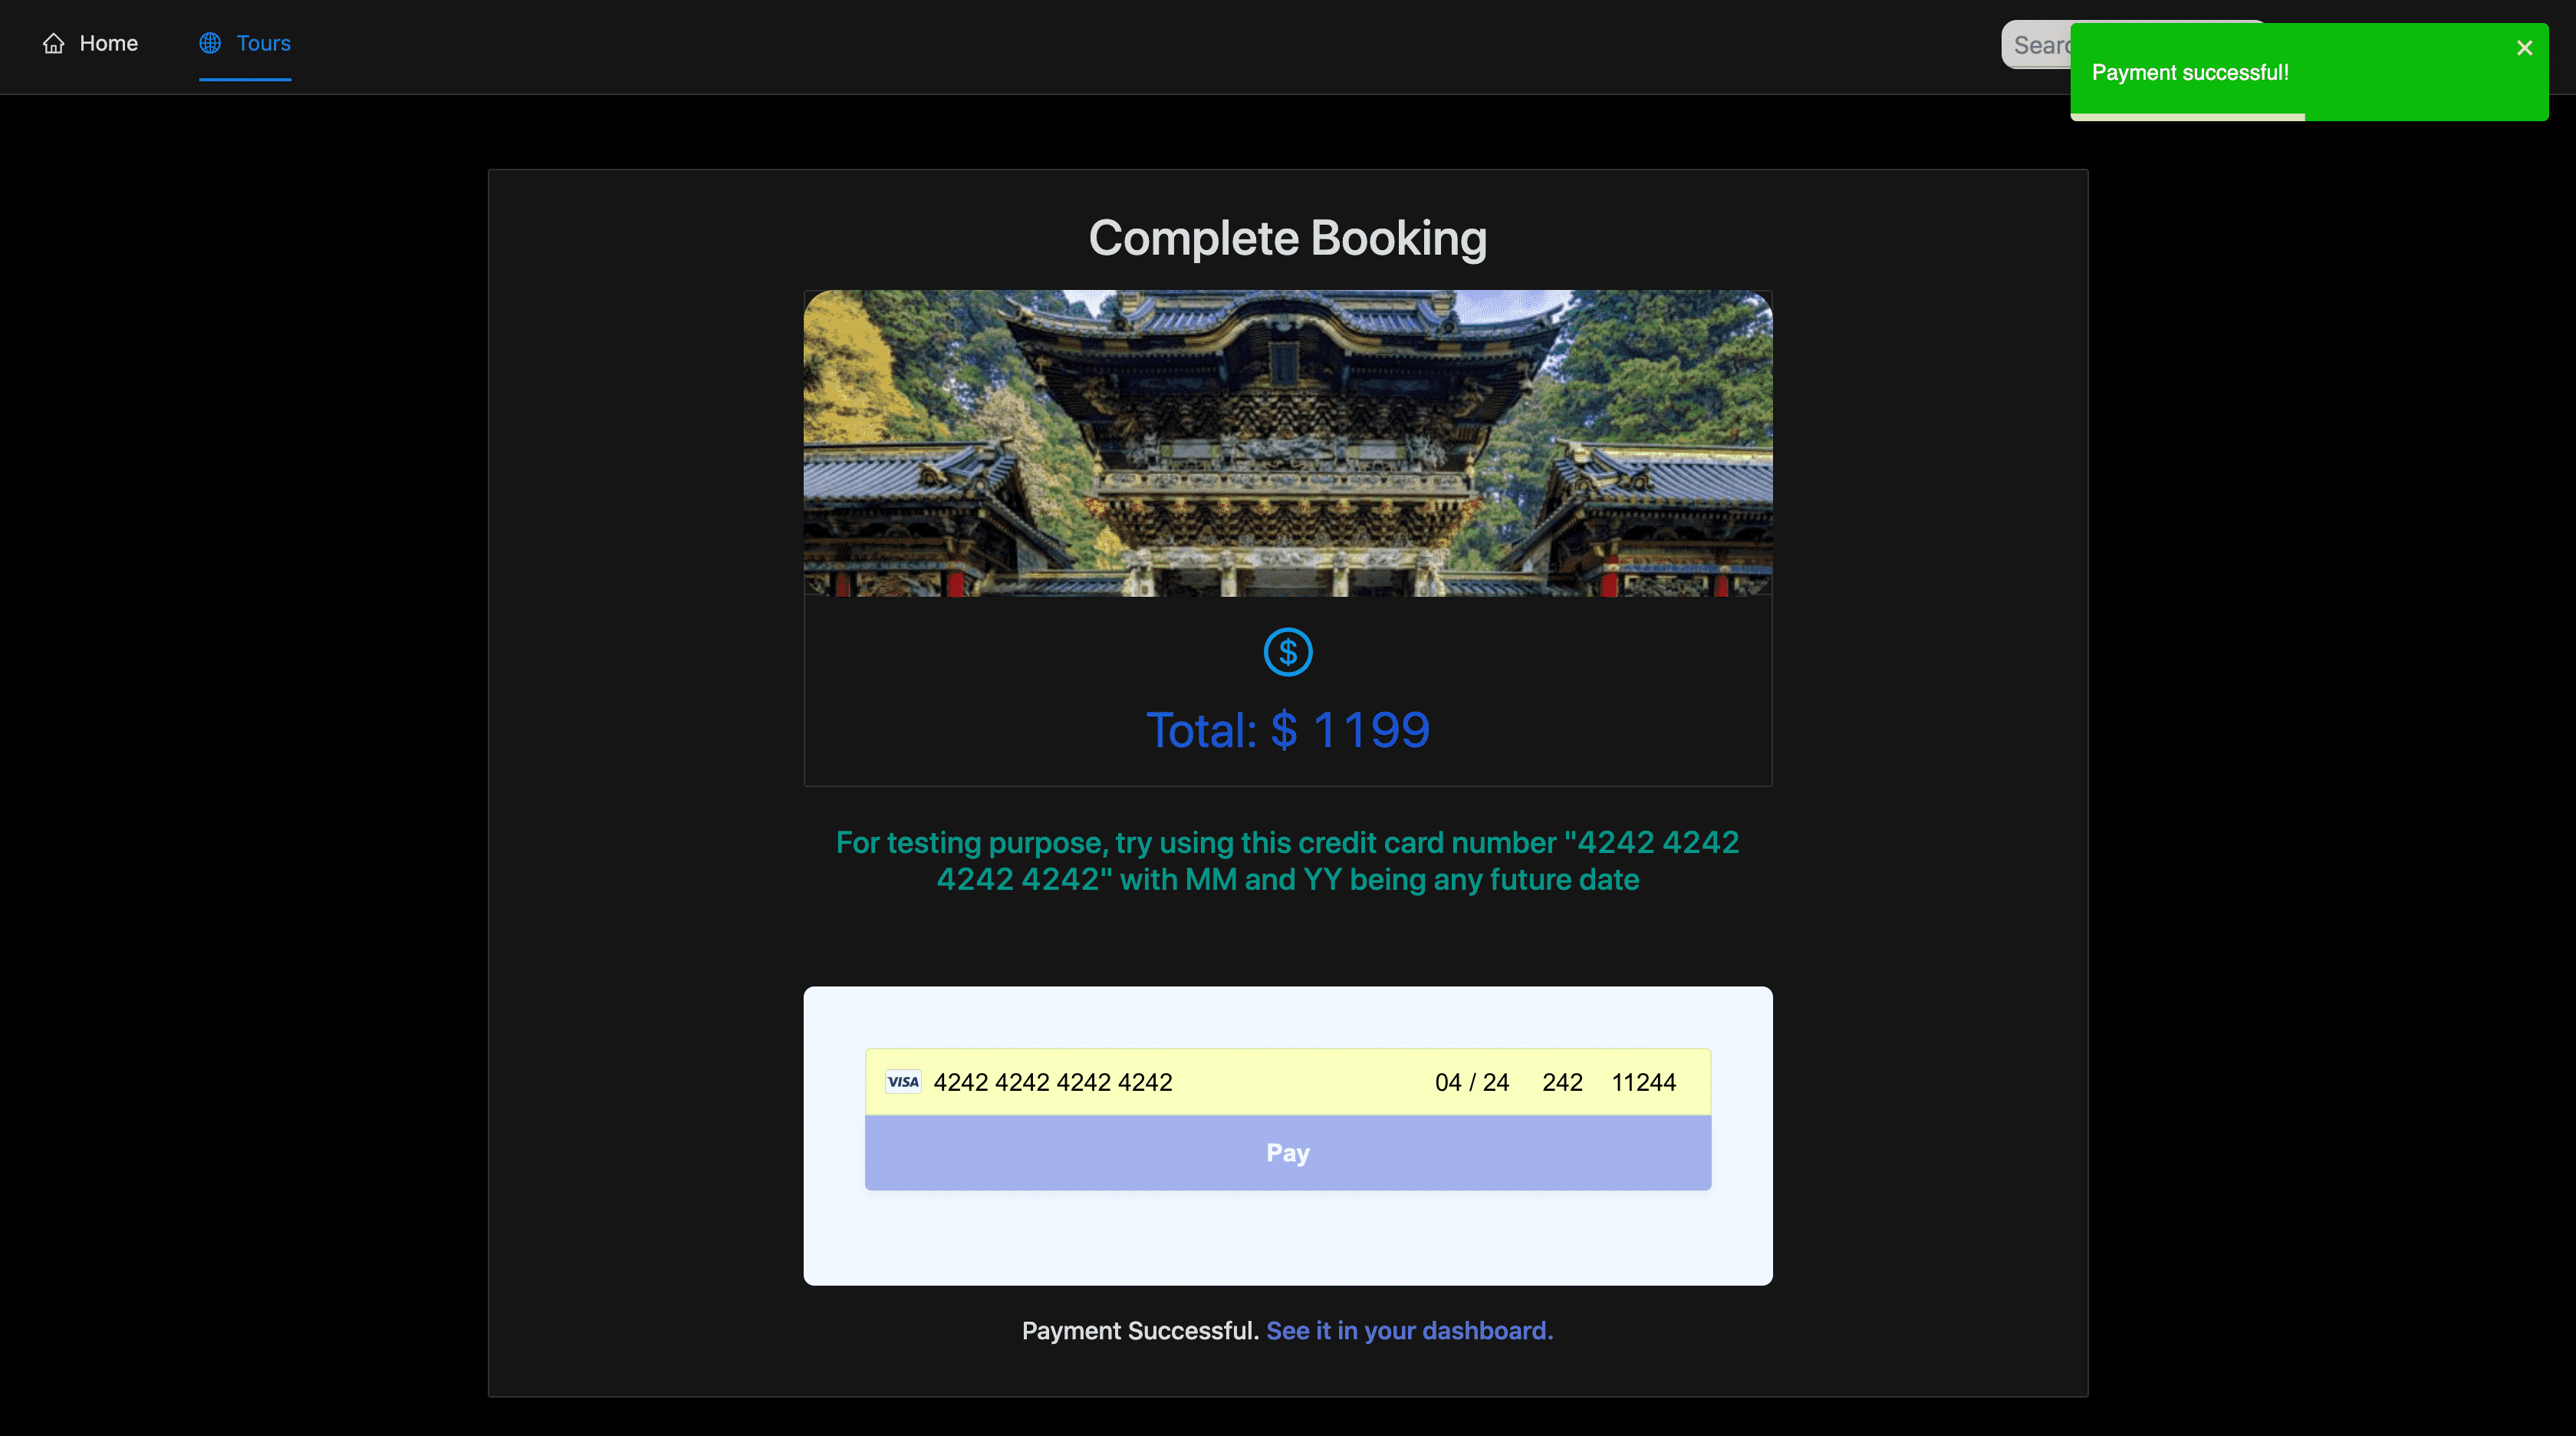 Home
Tours
Sear
Payment successful!
Complete Booking
Total: $ 1199
For testing purpose, try using this credit card number "4242 4242
4242 4242" with MM and YY being any future date
VISA 4242 4242 4242 4242 04 / 24 242 11244
Pay
Payment Successful. See it in your dashboard.